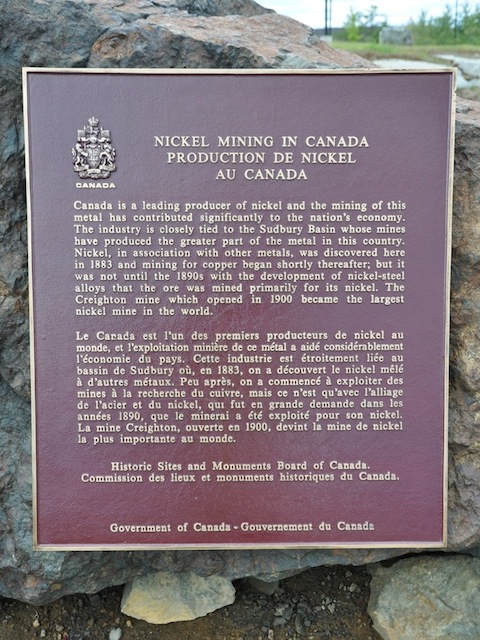 CANADA
NICKEL MINING IN CANADA
PRODUCTION DE NICKEL
AU CANADA
Canada is a leading producer of nickel and the mining of this
metal has contributed significantly to the nation's economy.
The industry is closely tied to the Sudbury Basin whose mines
have produced the greater part of the metal in this country.
Nickel, in association with other metals, was discovered here
in 1883 and mining for copper began shortly thereafter; but it
was not until the 1890s with the development of nickel-steel
alloys that the ore was mined primarily for its nickel. The
Creighton mine which opened in 1900 became the largest
nickel mine in the world.
Le Canada est l'un des premiers producteurs de nickel au
monde, et l'exploitation minière de ce métal a aidé considérablement
l'économie du pays. Cette industrie est étroitement liée au
bassin de Sudbury où, en 1883, on a découvert le nickel mêlé
à d'autres métaux. Peu après, on a commencé à exploiter des
mines à la recherche du cuivre, mais ce n'est qu'avec l'alliage
de l'acier et du nickel, qui fut en grande demande dans les
années 1890, que le minerai a été exploité pour son nickel.
La mine Creighton, ouverte en 1900, devint la mine de nickel
la plus importante au monde.
Historic Sites and Monuments Board of Canada.
Commission des lieux et monuments historiques du Canada.
Government of Canada - Gouvernement du Canada